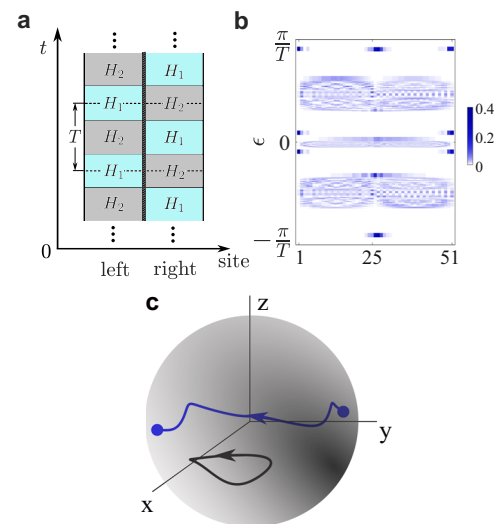 a
t
H₂ H₁
H₁ H₂
T
H₂ H₁
H₁ H₂
H₂ H₁
0
site
left right
b
π/T
ϵ 0
−π/T
1 25 51
0.4
0.2
0
c
z
y
x